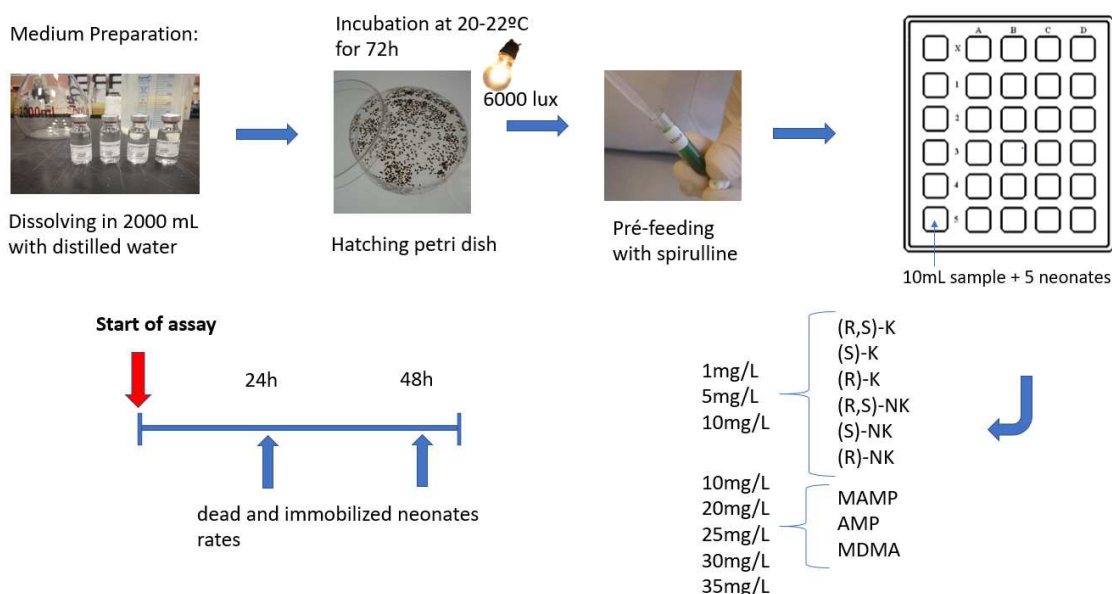 Medium Preparation:
Incubation at 20-22ºC
for 72h
6000 lux
Dissolving in 2000 mL
with distilled water
Hatching petri dish
Pré-feeding
with spirulline
A B C D
X
1
2
3
4
5
10mL sample + 5 neonates
Start of assay
24h
48h
dead and immobilized neonates
rates
1mg/L
5mg/L
10mg/L
(R,S)-K
(S)-K
(R)-K
(R,S)-NK
(S)-NK
(R)-NK
10mg/L
20mg/L
25mg/L
30mg/L
35mg/L
MAMP
AMP
MDMA